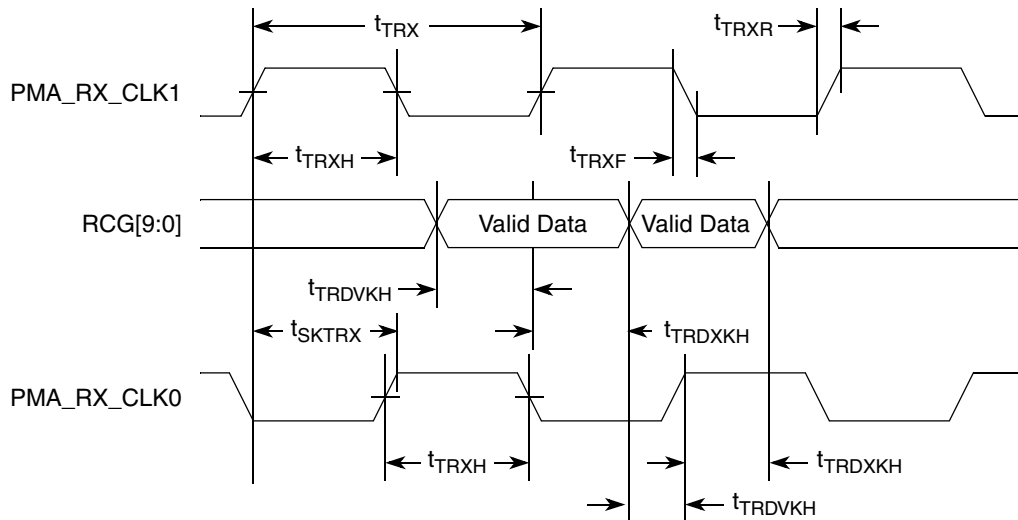 tTRX
tTRXR
PMA_RX_CLK1
tTRXH
tTRXF
RCG[9:0]
Valid Data
Valid Data
tTRDVKH
tSKTRX
tTRDXKH
PMA_RX_CLK0
tTRXH
tTRDXKH
tTRDVKH